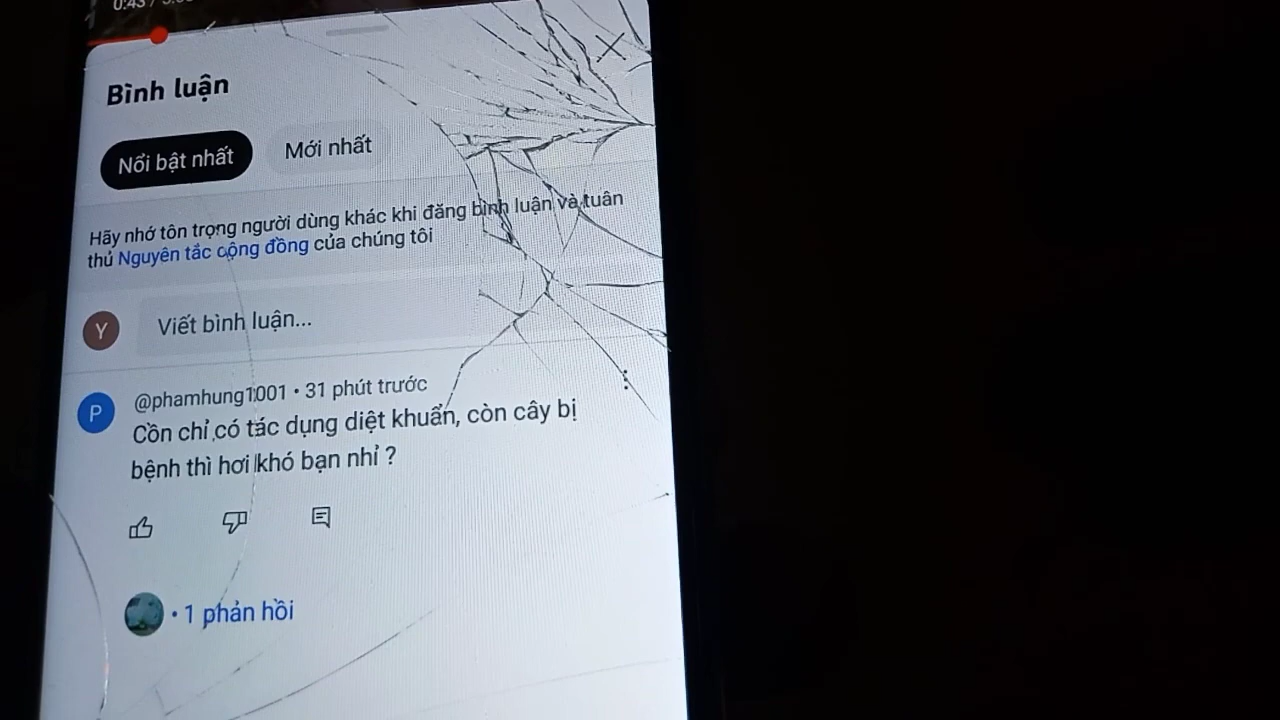 Bình luận
Nổi bật nhất
Mới nhất
Hãy nhớ tôn trọng người dùng khác khi đăng bình luận và tuân
thủ Nguyên tắc cộng đồng của chúng tôi
Y
Viết bình luận...
P
@phamhung1001 • 31 phút trước
Cồn chỉ có tác dụng diệt khuẩn, còn cây bị
bệnh thì hơi khó bạn nhỉ ?
• 1 phản hồi